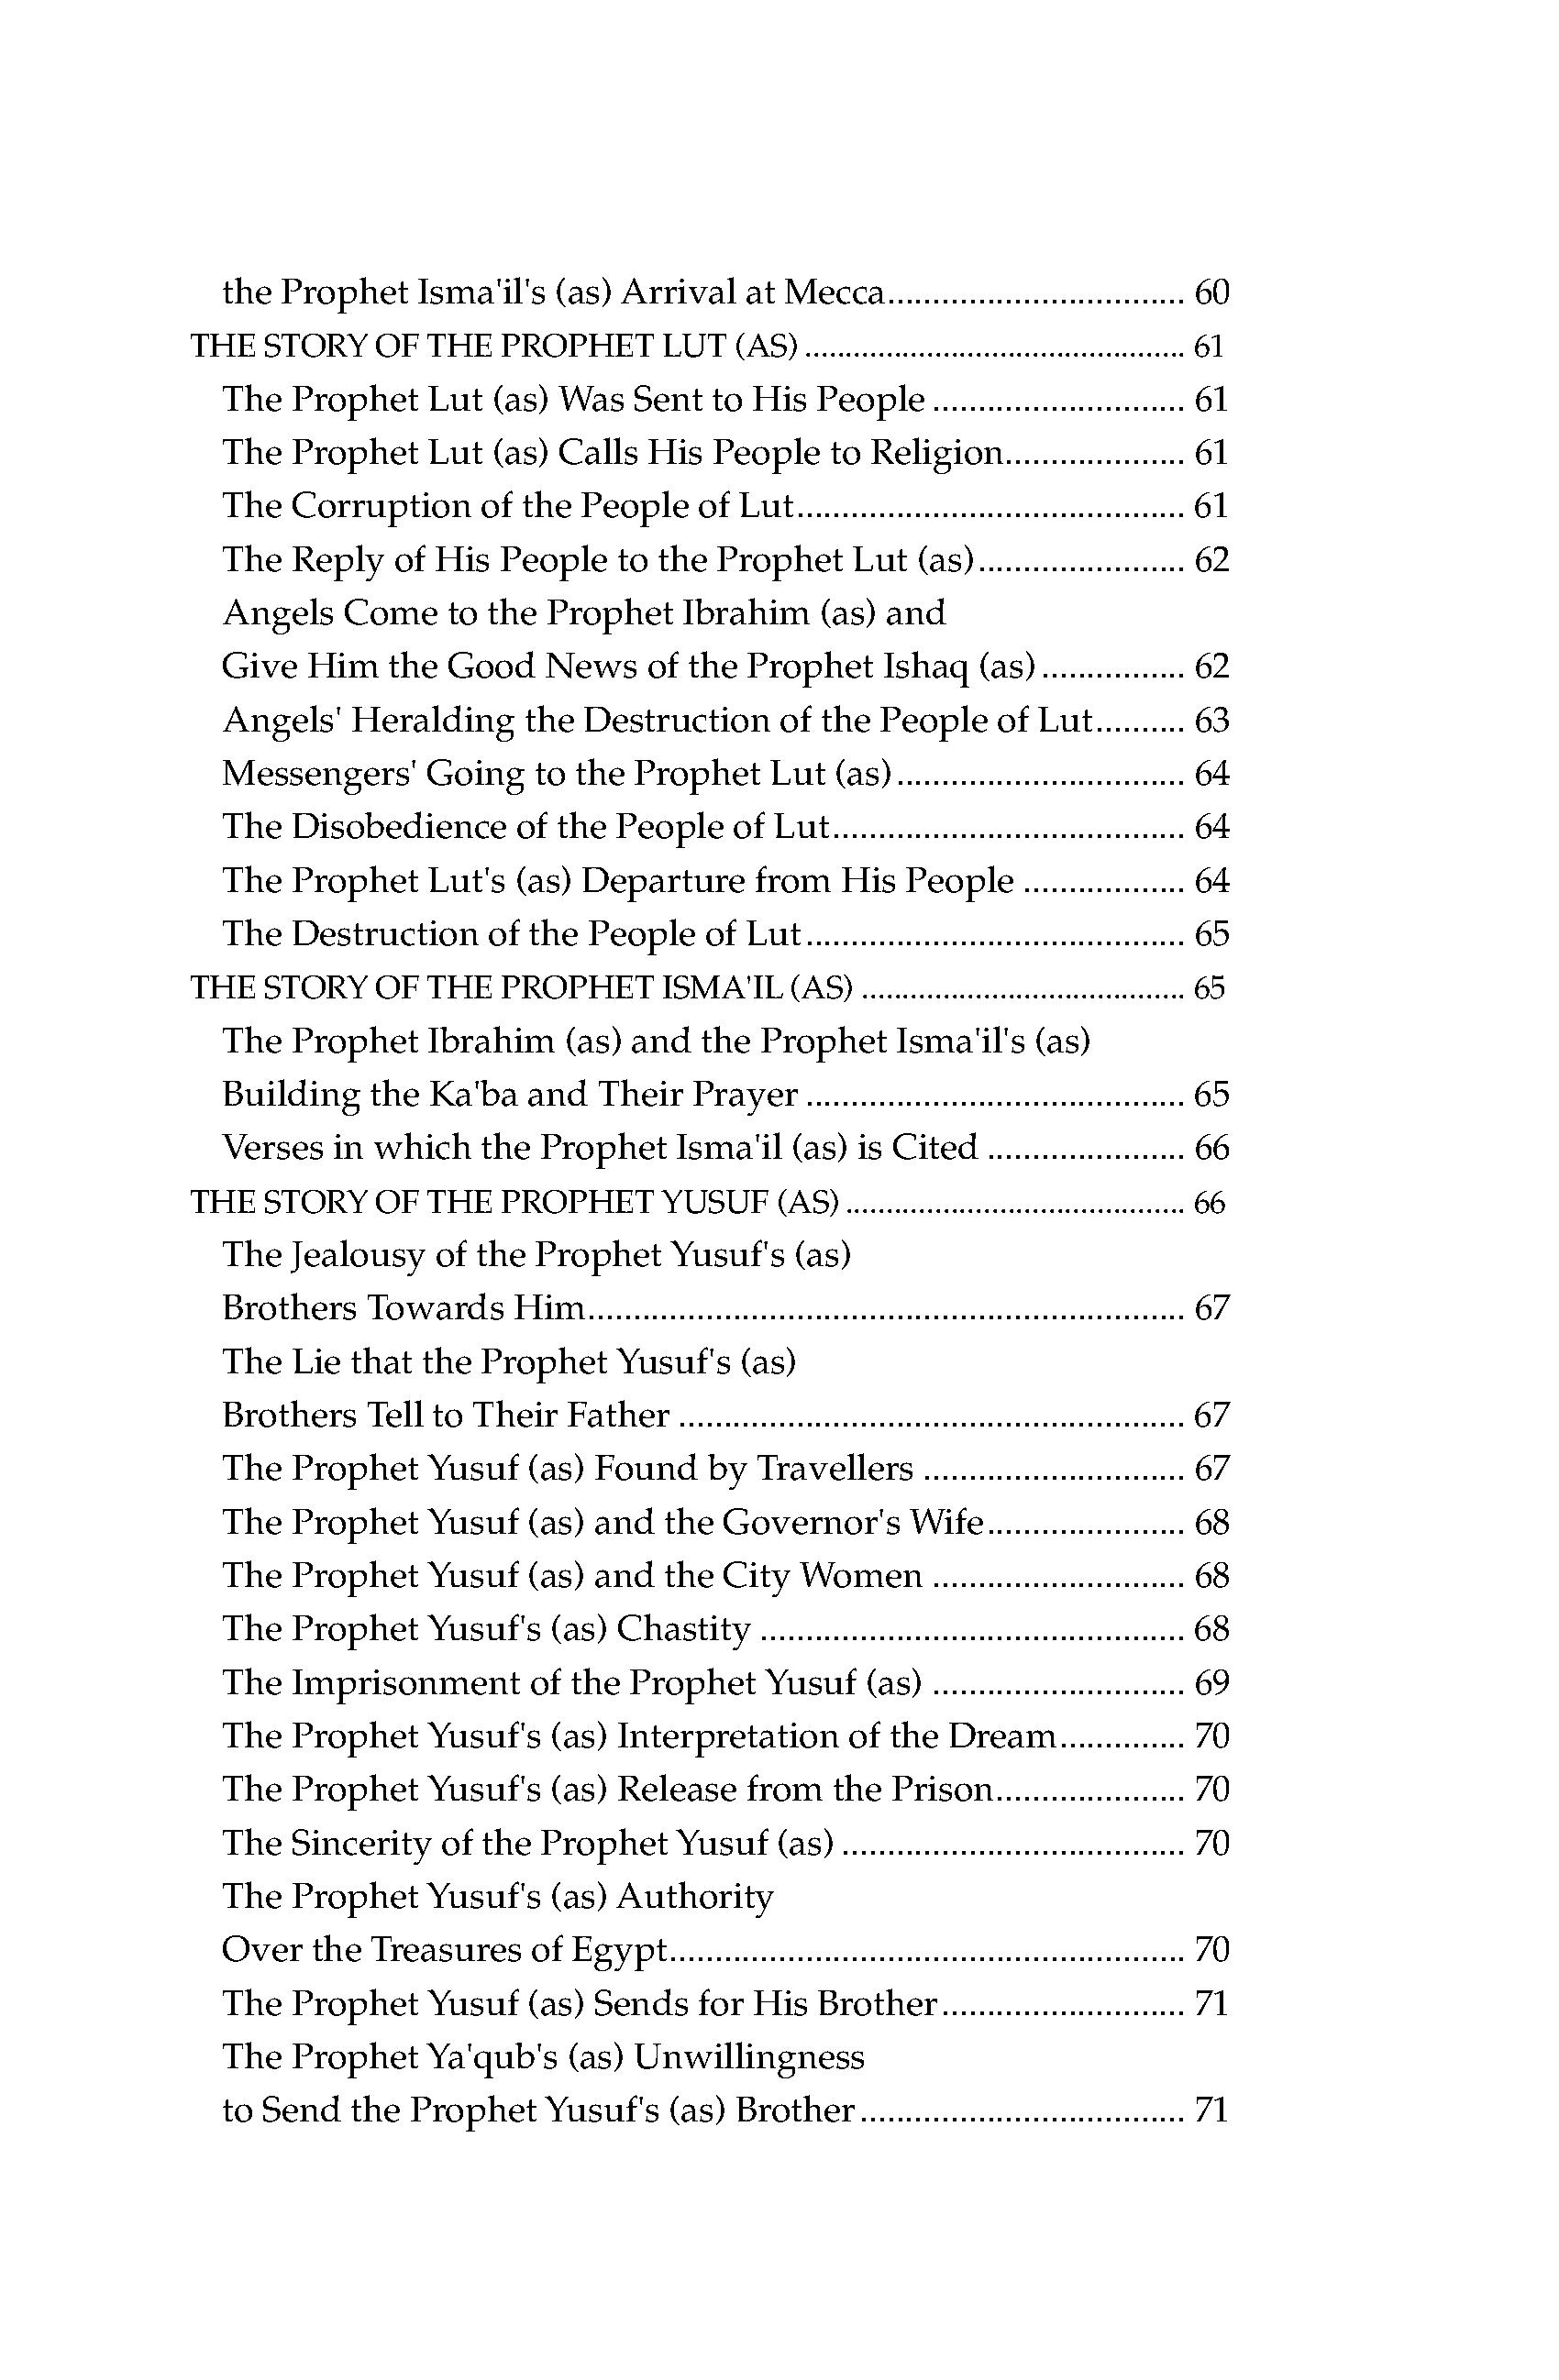 the Prophet Isma'il's (as) Arrival at Mecca................................. 60
THE STORY OF THE PROPHET LUT (AS) ............................................... 61
The Prophet Lut (as) Was Sent to His People ............................ 61
The Prophet Lut (as) Calls His People to Religion.................... 61
The Corruption of the People of Lut........................................... 61
The Reply of His People to the Prophet Lut (as)....................... 62
Angels Come to the Prophet Ibrahim (as) and
Give Him the Good News of the Prophet Ishaq (as) ................ 62
Angels' Heralding the Destruction of the People of Lut.......... 63
Messengers' Going to the Prophet Lut (as)................................ 64
The Disobedience of the People of Lut....................................... 64
The Prophet Lut's (as) Departure from His People .................. 64
The Destruction of the People of Lut.......................................... 65
THE STORY OF THE PROPHET ISMA'IL (AS) ........................................ 65
The Prophet Ibrahim (as) and the Prophet Isma'il's (as)
Building the Ka'ba and Their Prayer .......................................... 65
Verses in which the Prophet Isma'il (as) is Cited ...................... 66
THE STORY OF THE PROPHET YUSUF (AS) .......................................... 66
The Jealousy of the Prophet Yusuf's (as)
Brothers Towards Him.................................................................. 67
The Lie that the Prophet Yusuf's (as)
Brothers Tell to Their Father ........................................................ 67
The Prophet Yusuf (as) Found by Travellers ............................. 67
The Prophet Yusuf (as) and the Governor's Wife...................... 68
The Prophet Yusuf (as) and the City Women ............................ 68
The Prophet Yusuf's (as) Chastity ............................................... 68
The Imprisonment of the Prophet Yusuf (as) ............................ 69
The Prophet Yusuf's (as) Interpretation of the Dream.............. 70
The Prophet Yusuf's (as) Release from the Prison..................... 70
The Sincerity of the Prophet Yusuf (as) ...................................... 70
The Prophet Yusuf's (as) Authority
Over the Treasures of Egypt......................................................... 70
The Prophet Yusuf (as) Sends for His Brother........................... 71
The Prophet Ya'qub's (as) Unwillingness
to Send the Prophet Yusuf's (as) Brother.................................... 71